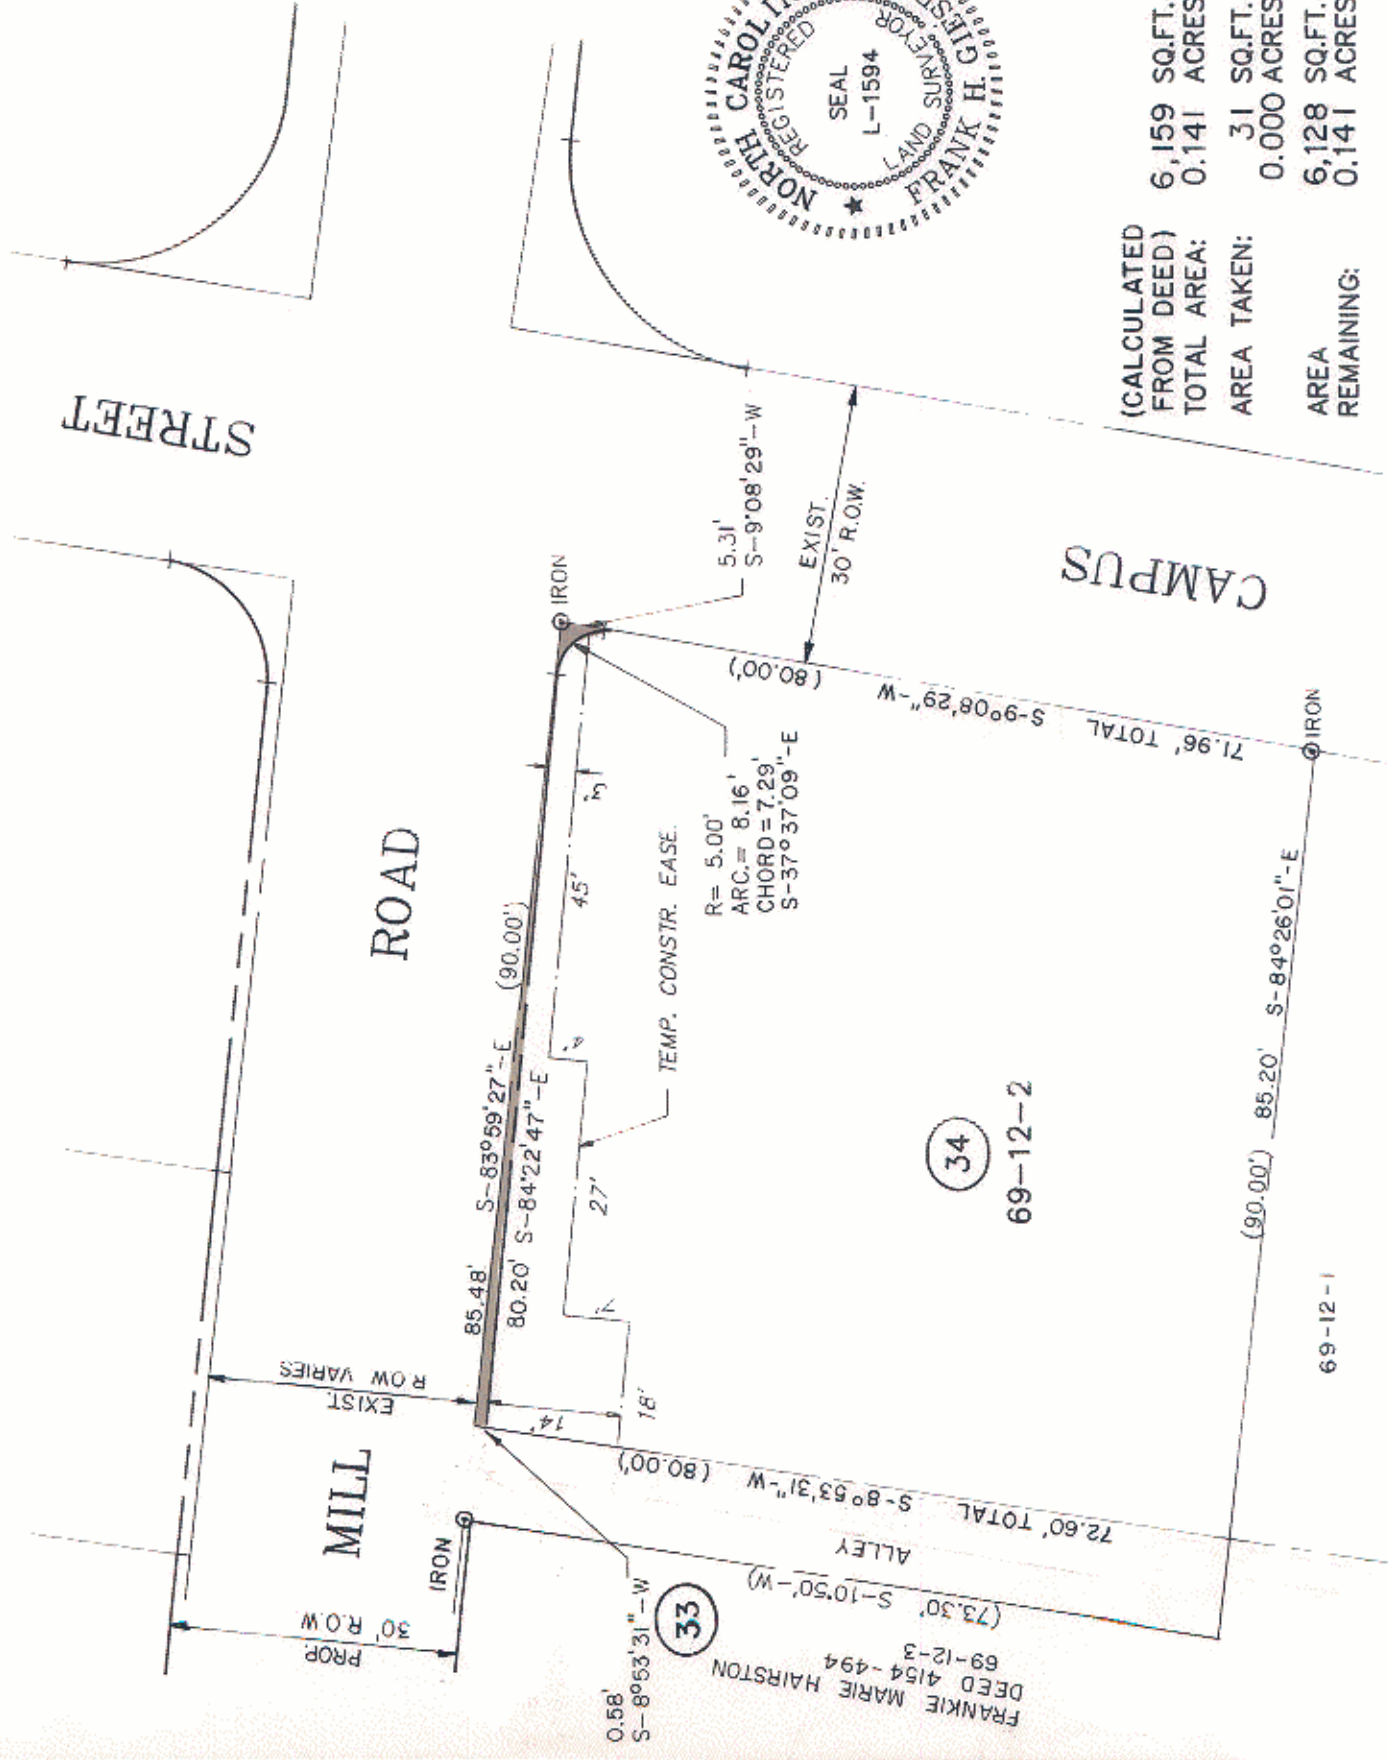 STREET
NORTH CAROLIN
REGISTERED
SEAL
L-1594
LAND SURVEYOR
FRANK H. GIESE
(CALCULATED
FROM DEED)
TOTAL AREA: 6,159 SQ.FT.
0.141 ACRES
AREA TAKEN: 31 SQ.FT.
0.000 ACRES
AREA
REMAINING: 6,128 SQ.FT.
0.141 ACRES
CAMPUS
5.31'
S-9°08'29"-W
EXIST.
30' R.O.W.
IRON
(80.00')
71.96' TOTAL S-9°08'29"-W
IRON
ROAD
(90.00')
85.48' S-83°59'27"-E
80.20' S-84°22'47"-E
3'
45'
4'
27'
7'
18'
14'
TEMP. CONSTR. EASE.
R= 5.00'
ARC.= 8.16'
CHORD=7.29'
S-37°37'09"-E
34
69-12-2
(90.00') 85.20' S-84°26'01"-E
69-12-1
EXIST.
ROW VARIES
MILL
IRON
PROP.
30' R.O.W
72.60' TOTAL S-8°53'31"-W (80.00')
ALLEY
(73.30' S-10°50'-W)
0.58'
S-8°53'31"-W
33
FRANKIE MARIE HAIRSTON
DEED 4154-494
69-12-3